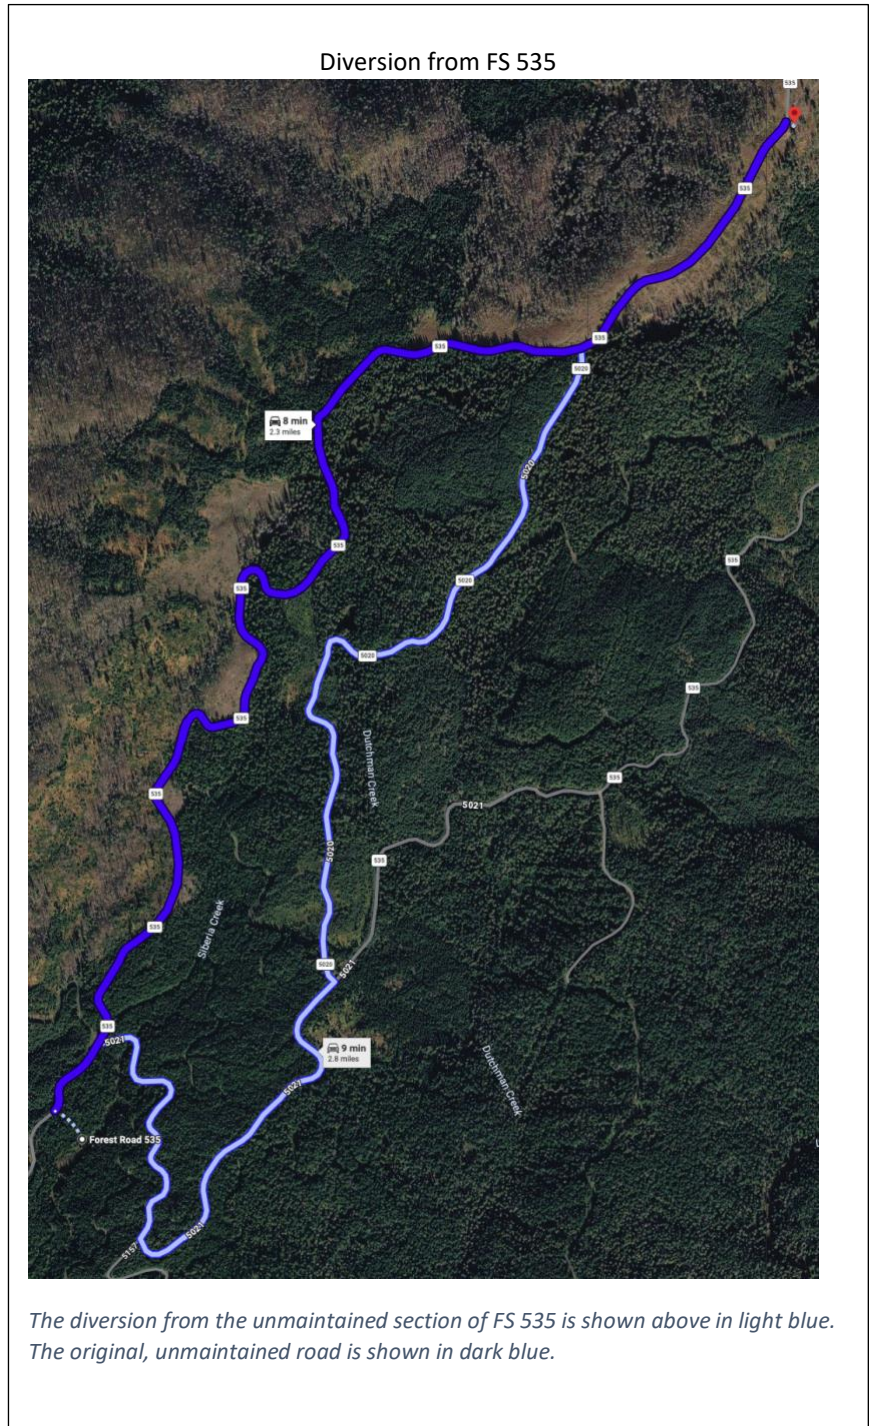 Diversion from FS 535
535
535
535
5020
535
8 min
2.3 miles
5020
535
535
5020
535
5020
535
535
Dutchman Creek
535
535
5021
5020
535
535
Siberia Creek
5020
5021
535
5021
9 min
2.8 miles
Dutchman Creek
5021
Forest Road 535
5021
5157
The diversion from the unmaintained section of FS 535 is shown above in light blue.
The original, unmaintained road is shown in dark blue.